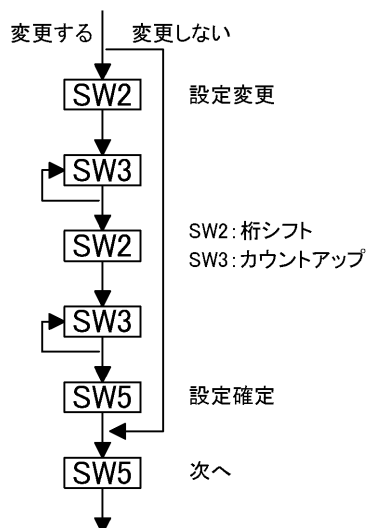 変更する 変更しない
SW2 設定変更
SW3
SW2 SW2:桁シフト
SW3:カウントアップ
SW3
SW5 設定確定
SW5 次へ